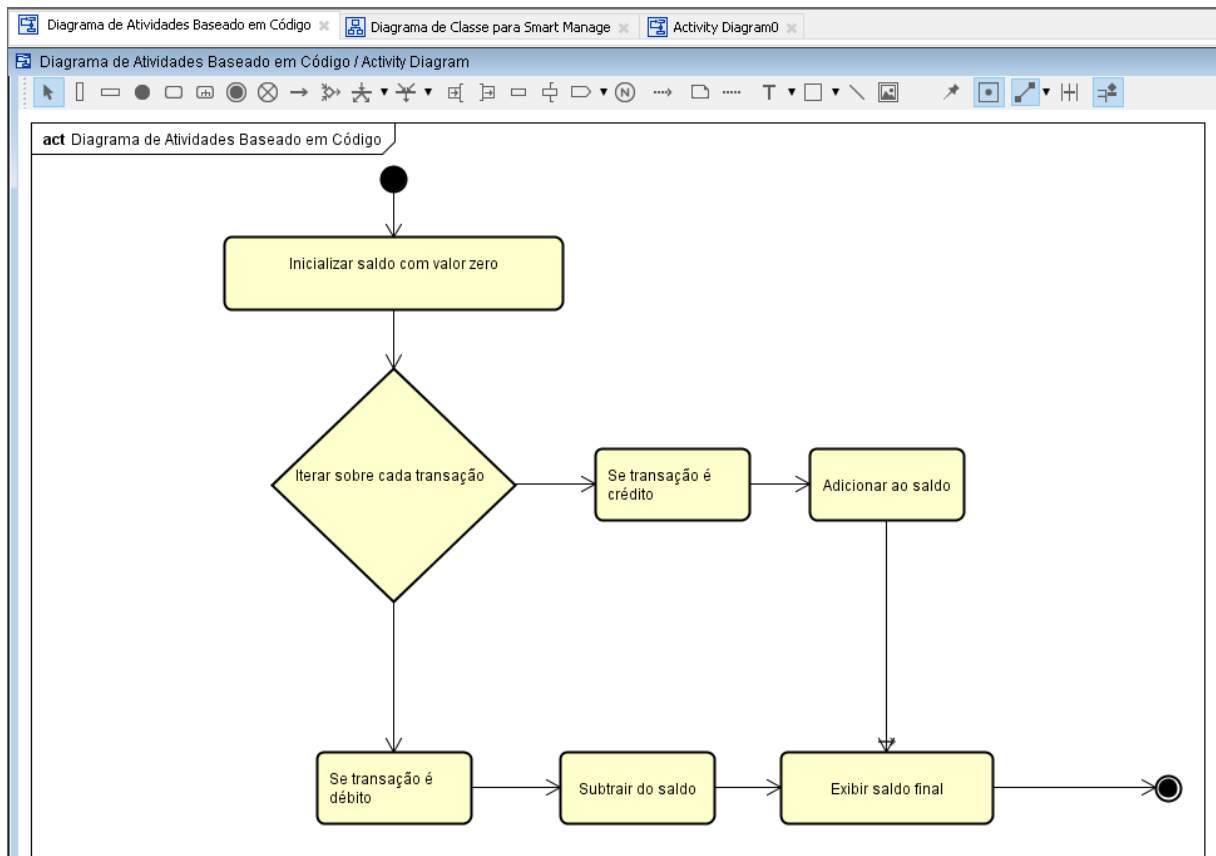 Diagrama de Atividades Baseado em Código
Diagrama de Classe para Smart Manage
Activity Diagram0
Diagrama de Atividades Baseado em Código / Activity Diagram
N
T
act Diagrama de Atividades Baseado em Código
Inicializar saldo com valor zero
Iterar sobre cada transação
Se transação é
crédito
Adicionar ao saldo
Se transação é
débito
Subtrair do saldo
Exibir saldo final